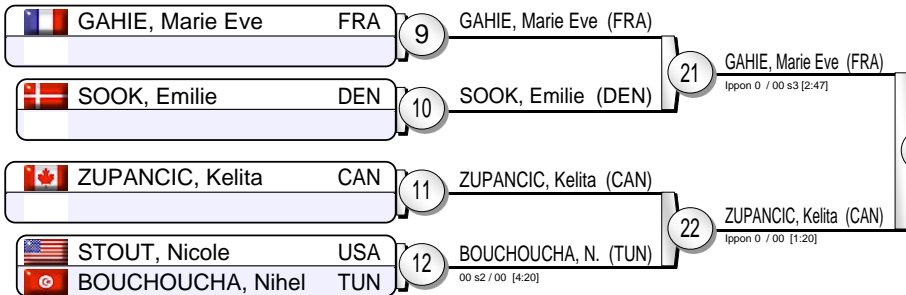 GAHIE, Marie Eve FRA
9
GAHIE, Marie Eve (FRA)
SOOK, Emilie DEN
10
SOOK, Emilie (DEN)
21
GAHIE, Marie Eve (FRA)
Ippon 0 / 00 s3 [2:47]
ZUPANCIC, Kelita CAN
11
ZUPANCIC, Kelita (CAN)
STOUT, Nicole USA
BOUCHOUCHA, Nihel TUN
12
BOUCHOUCHA, N. (TUN)
00 s2 / 00 [4:20]
22
ZUPANCIC, Kelita (CAN)
Ippon 0 / 00 [1:20]